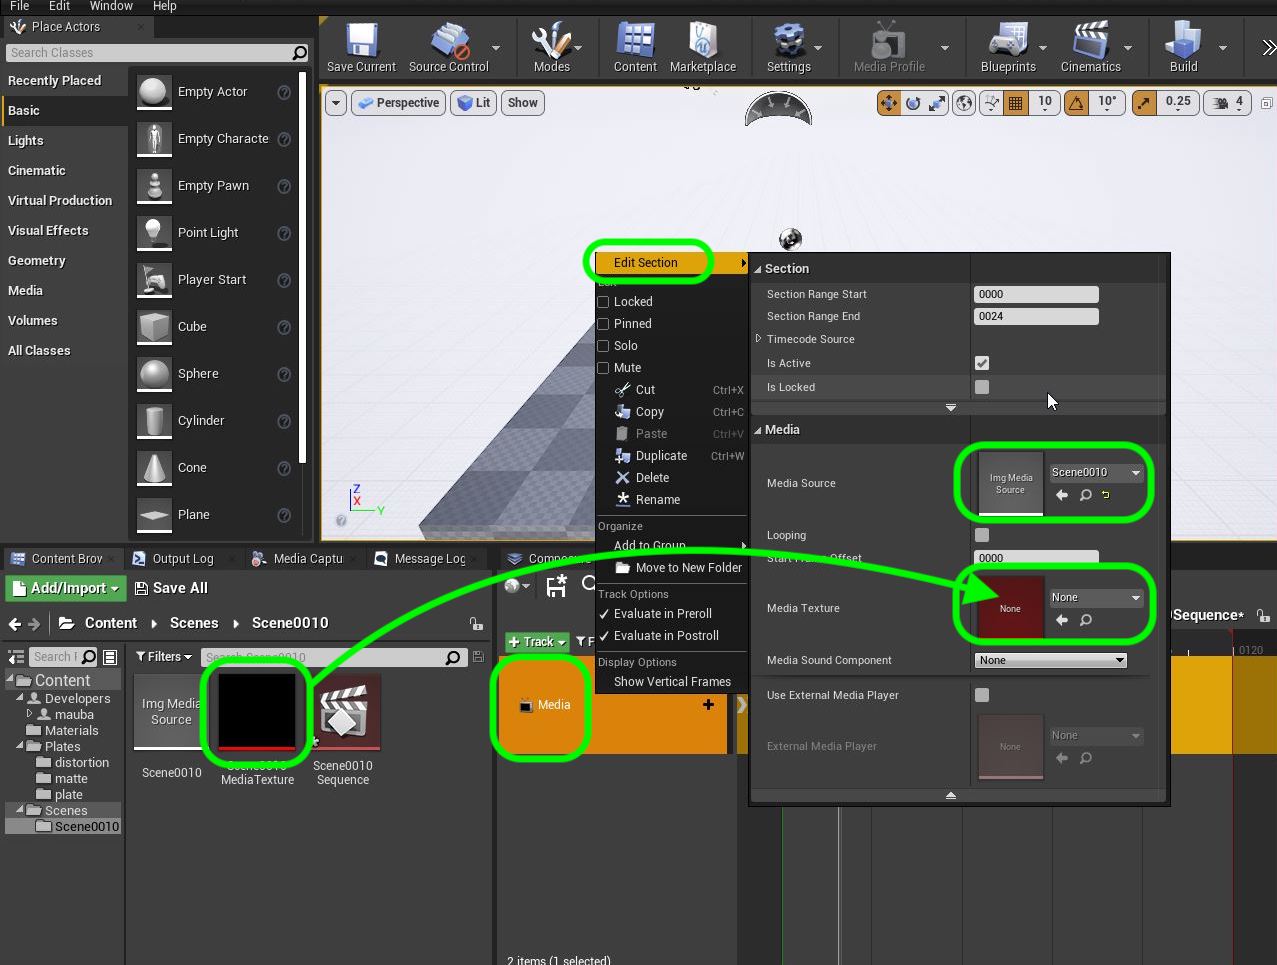 File Edit Window Help
Place Actors
Search Classes
Recently Placed
Basic
Lights
Cinematic
Virtual Production
Visual Effects
Geometry
Media
Volumes
All Classes
Empty Actor
Empty Characte
Empty Pawn
Point Light
Player Start
Cube
Sphere
Cylinder
Cone
Plane
Save Current
Source Control
Modes
Content
Marketplace
Settings
Media Profile
Blueprints
Cinematics
Build
Perspective
Lit
Show
10
10°
0.25
4
Z
X
Y
Edit Section
Locked
Pinned
Solo
Mute
Cut Ctrl+X
Copy Ctrl+C
Paste Ctrl+V
Duplicate Ctrl+W
Delete
Rename
Organize
Add to Group
Move to New Folder
Track Options
Evaluate in Preroll
Evaluate in Postroll
Display Options
Show Vertical Frames
Section
Section Range Start 0000
Section Range End 0024
Timecode Source
Is Active
Is Locked
Media
Media Source
Img Media
Source
Scene0010
Looping
Start Frame Offset 0000
Media Texture
None
None
Media Sound Component None
Use External Media Player
External Media Player
None
None
Content Brov
Output Log
Media Captu
Message Log
Compos
Add/Import
Save All
Content
Scenes
Scene0010
Search F
Filters
Search Scene0010
Content
Developers
mauba
Materials
Plates
distortion
matte
plate
Scenes
Scene0010
Img Media
Source
Scene0010
Scene0010
MediaTexture
Scene0010
Sequence
Track
F
Media
Sequence*
0120
2 items (1 selected)